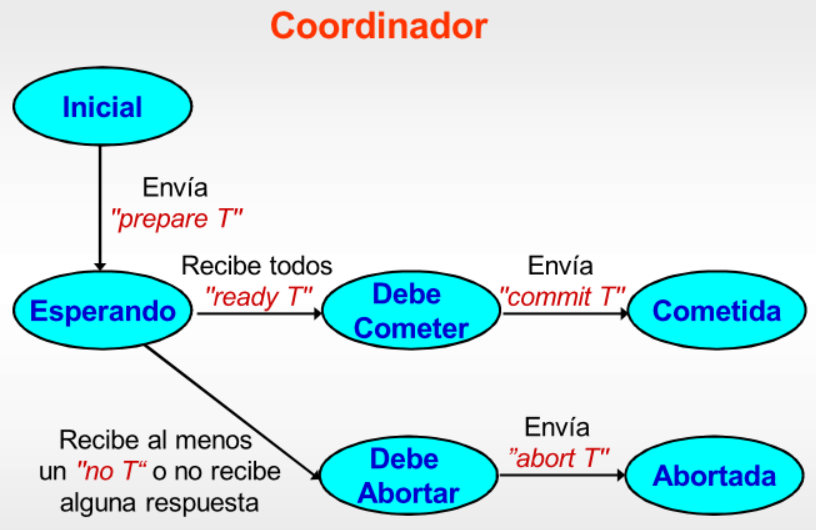 Coordinador
Inicial
Envía
"prepare T"
Recibe todos
"ready T"
Envía
"commit T"
Esperando
Debe
Cometer
Cometida
Recibe al menos
un "no T“ o no recibe
alguna respuesta
Debe
Abortar
Envía
”abort T"
Abortada